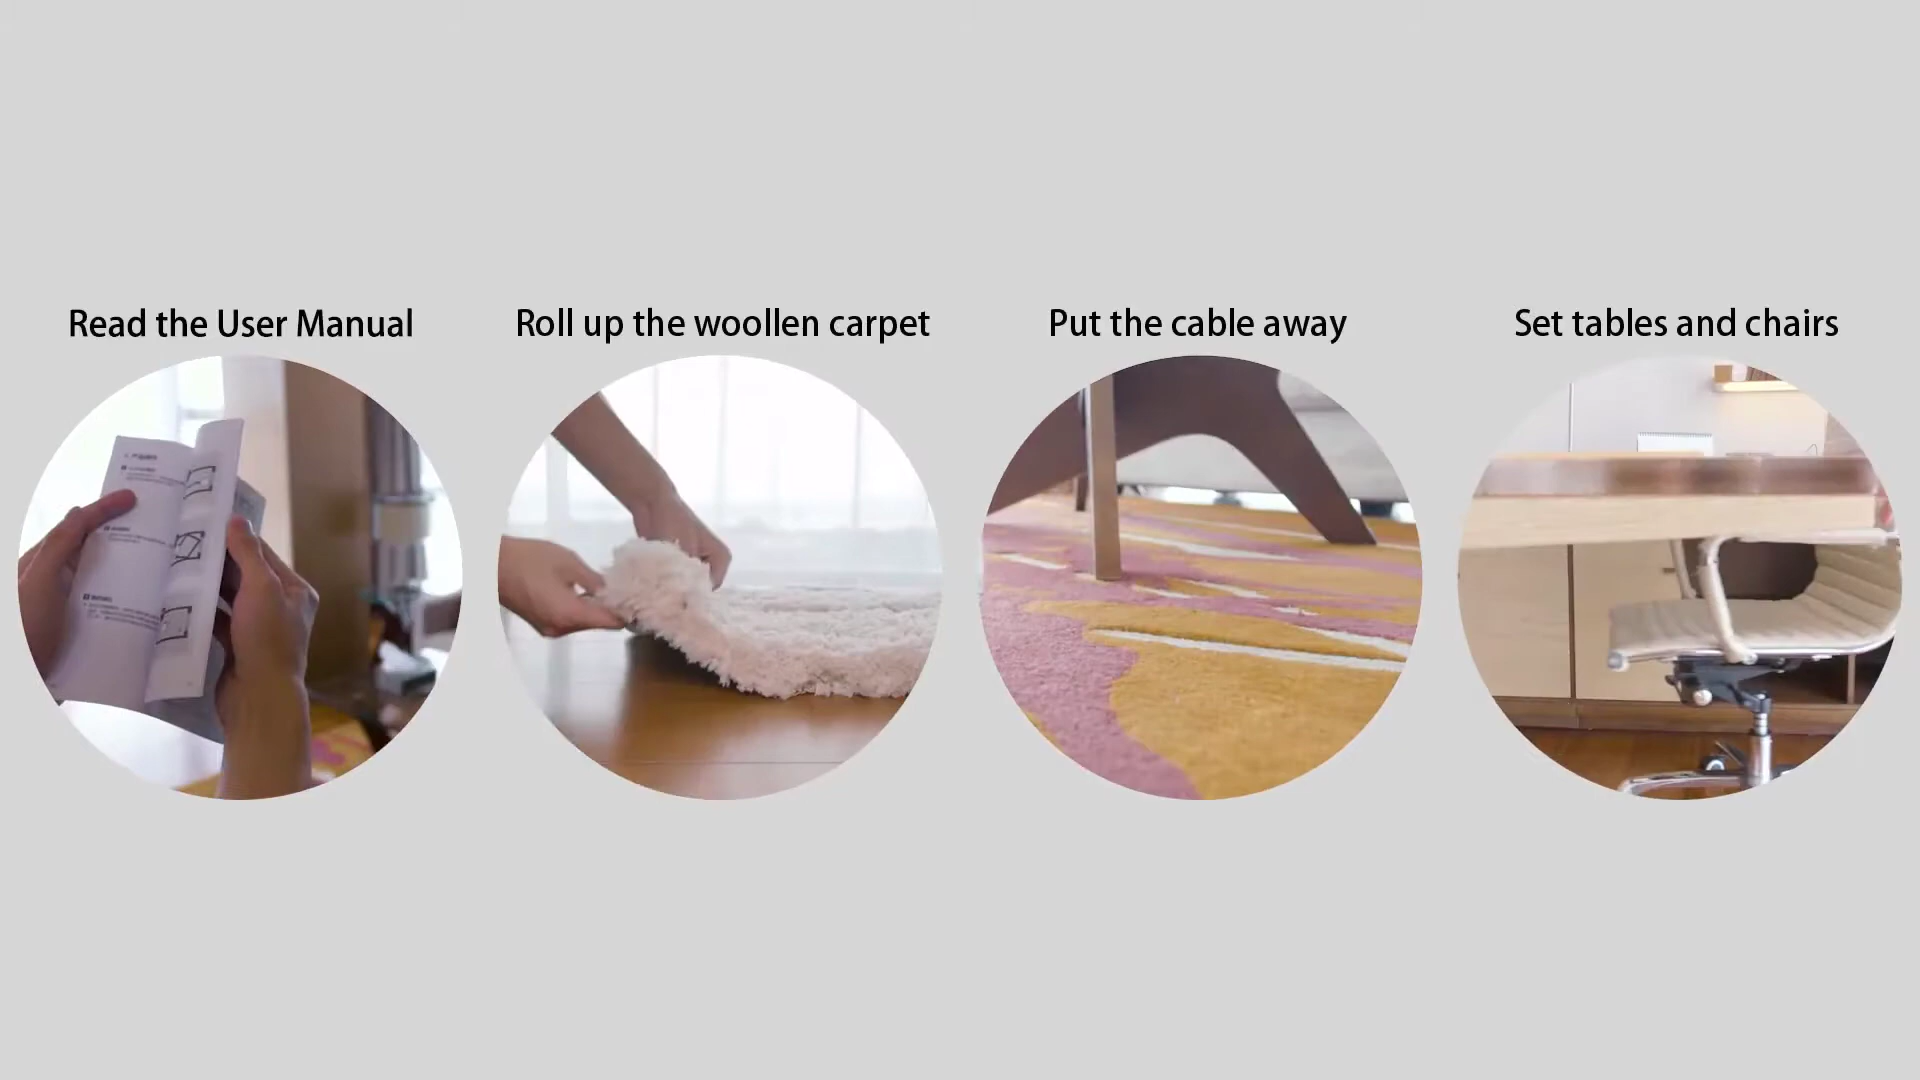 Read the User Manual
Roll up the woollen carpet
Put the cable away
Set tables and chairs